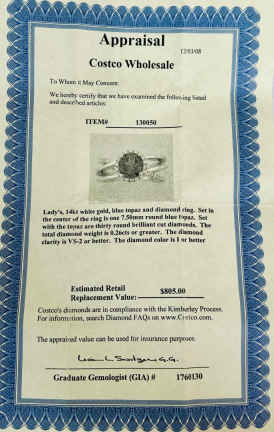 Appraisal
12/03/08
Costco Wholesale
To Whom it May Concern:
We hereby certify that we have examined the following listed
and described articles:
ITEM# 130050
Lady's, 14kt white gold, blue topaz and diamond ring. Set in
the center of the ring is one 7.50mm round blue topaz. Set
with the topaz are thirty round brilliant cut diamonds. The
total diamond weight is 0.26cts or greater. The diamond
clarity is VS-2 or better. The diamond color is I or better
Estimated Retail
Replacement Value: $805.00
Costco's diamonds are in compliance with the Kimberley Process.
For information, search Diamond FAQs on www.Costco.com.
The appraised value can be used for insurance purposes.
G.G.
Graduate Gemologist (GIA) # 1760130